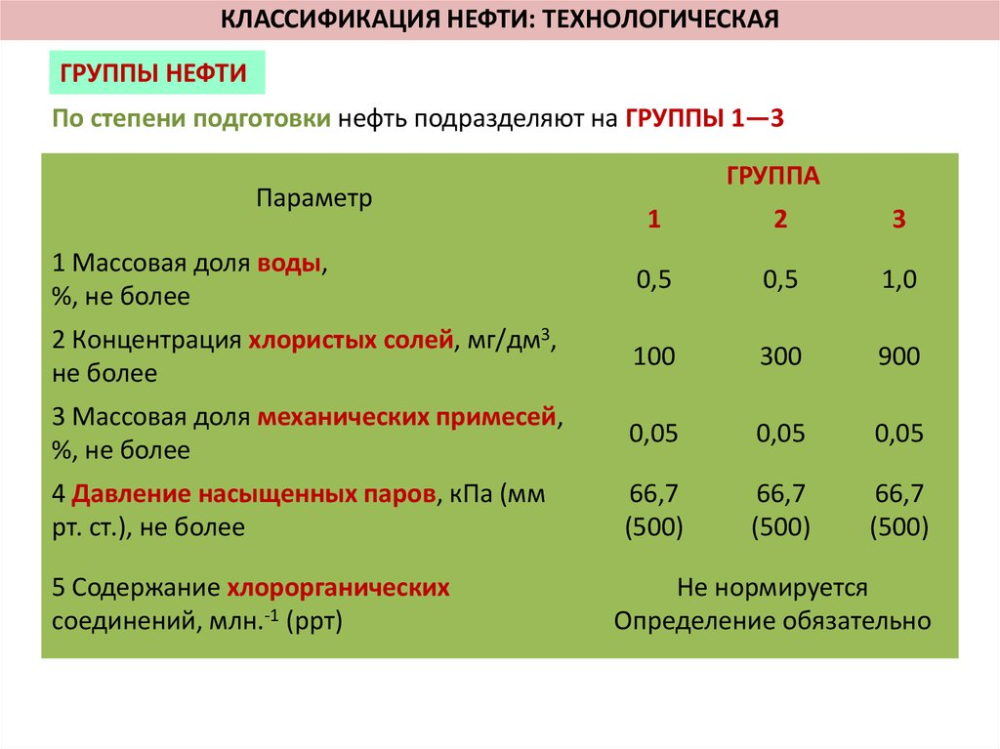 КЛАССИФИКАЦИЯ НЕФТИ: ТЕХНОЛОГИЧЕСКАЯ
ГРУППЫ НЕФТИ
По степени подготовки нефть подразделяют на ГРУППЫ 1—3
Параметр
ГРУППА
1 2 3
1 Массовая доля воды,
%, не более
0,5 0,5 1,0
2 Концентрация хлористых солей, мг/дм³,
не более
100 300 900
3 Массовая доля механических примесей,
%, не более
0,05 0,05 0,05
4 Давление насыщенных паров, кПа (мм
рт. ст.), не более
66,7 66,7 66,7
(500) (500) (500)
5 Содержание хлорорганических
соединений, млн.⁻¹ (ррт)
Не нормируется
Определение обязательно